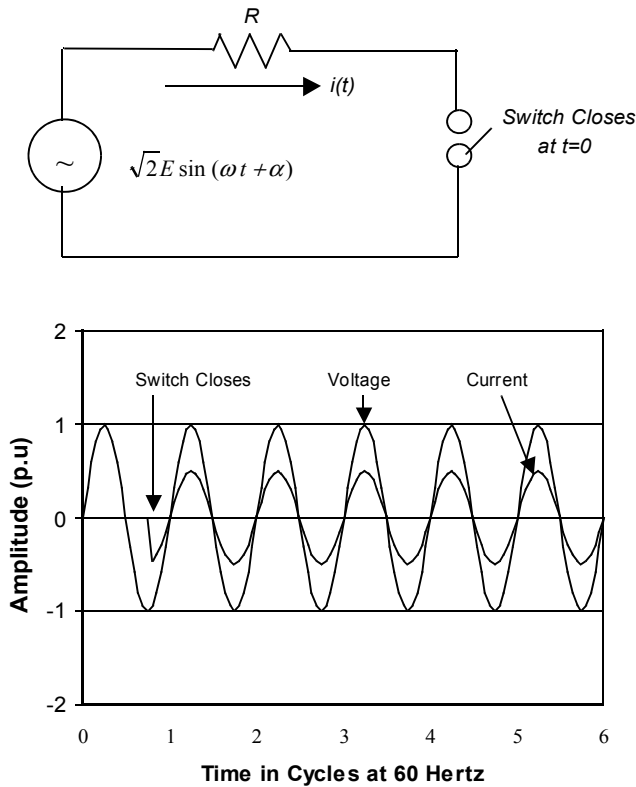 R
i(t)
Switch Closes
at t=0
~
√2E sin (ωt+α)
2
Switch Closes Voltage Current
1
0
-1
-2
Amplitude (p.u)
0 1 2 3 4 5 6
Time in Cycles at 60 Hertz